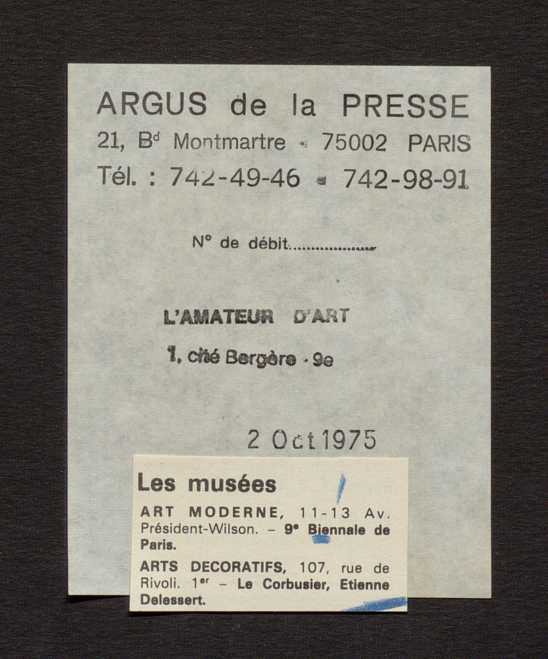 ARGUS de la PRESSE
21, Bd Montmartre - 75002 PARIS
Tél. : 742-49-46 - 742-98-91
N° de débit....................
L'AMATEUR D'ART
1, cité Bergère - 9e
2 Oct 1975
Les musées
ART MODERNE, 11-13 Av.
Président-Wilson. – 9e Biennale de
Paris.
ARTS DECORATIFS, 107, rue de
Rivoli. 1er – Le Corbusier, Etienne
Delessert.